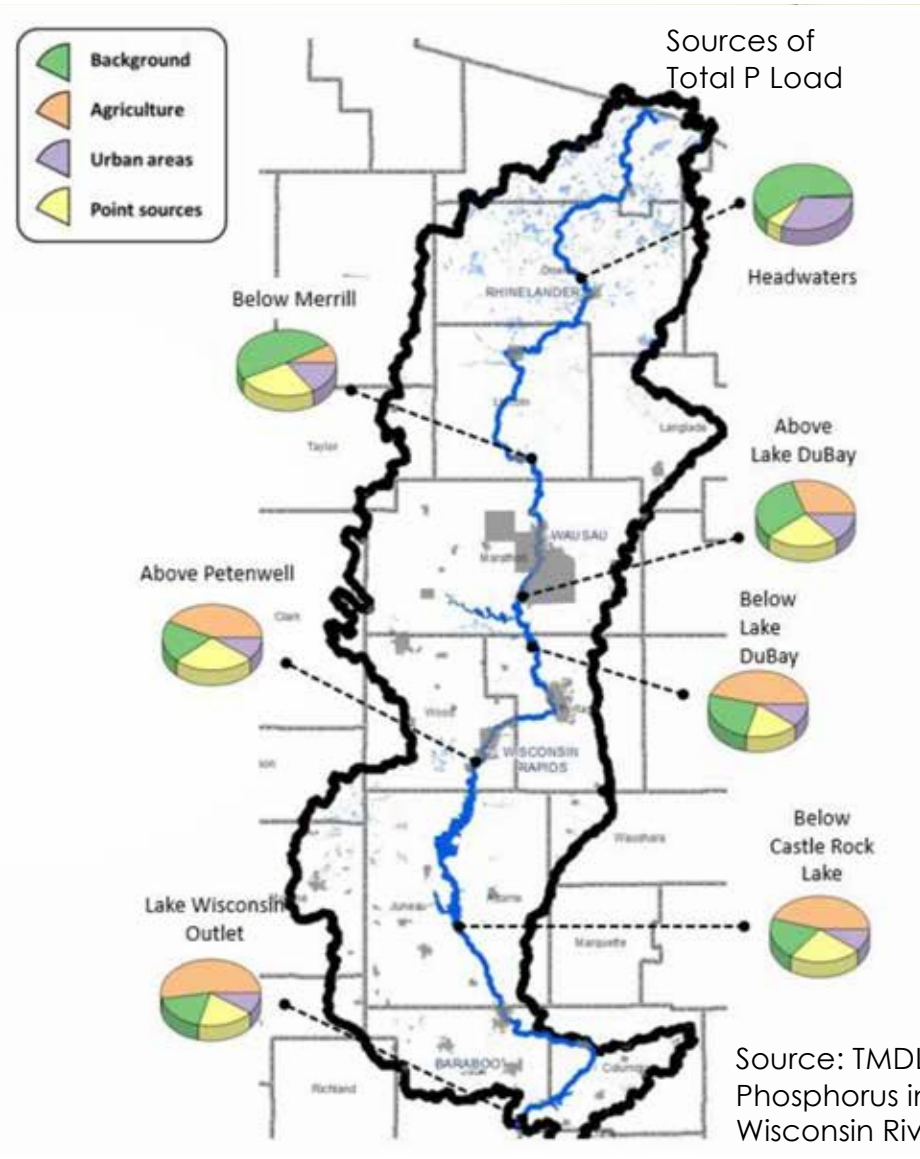 Sources of
Total P Load
Background
Agriculture
Urban areas
Point sources
Headwaters
Below Merrill
RHINELANDER
Lincoln
Taylor
Langlade
Above
Lake DuBay
WAUSAU
Marathon
Above Petenwell
Clark
Below
Lake
DuBay
Wood
WISCONSIN
RAPIDS
Waushara
Below
Castle Rock
Lake
Lake Wisconsin
Outlet
Juneau
Adams
Marquette
BARABOO
Columbia
Richland
Source: TMDL
Phosphorus in
Wisconsin Riv